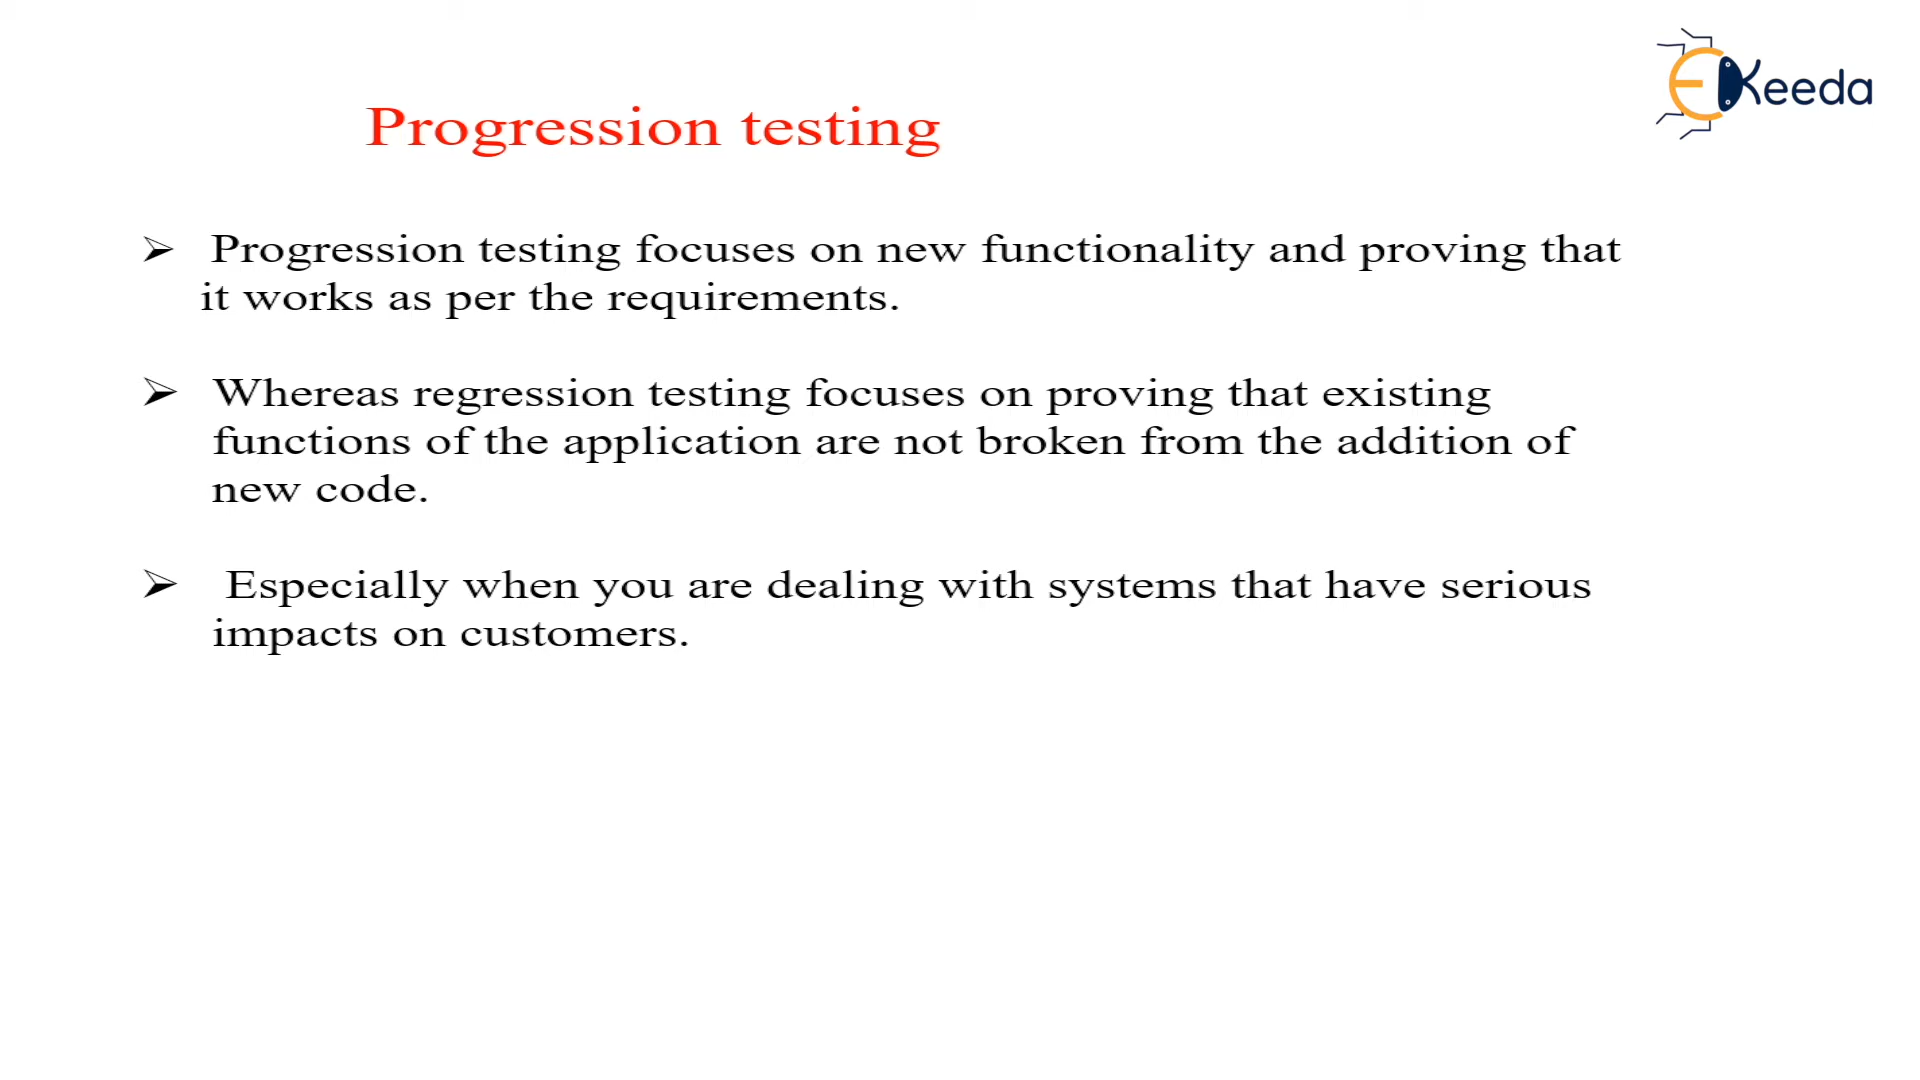 EKeeda
Progression testing
➢ Progression testing focuses on new functionality and proving that
it works as per the requirements.
➢ Whereas regression testing focuses on proving that existing
functions of the application are not broken from the addition of
new code.
➢ Especially when you are dealing with systems that have serious
impacts on customers.